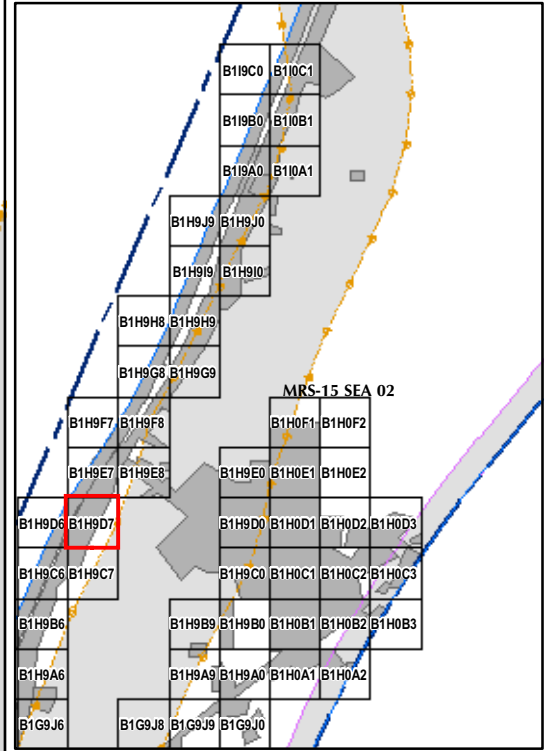 B1I9C0 B1I0C1
B1I9B0 B1I0B1
B1I9A0 B1I0A1
B1H9J9 B1H9J0
B1H9I9 B1H9I0
B1H9H8 B1H9H9
B1H9G8 B1H9G9
MRS-15 SEA 02
B1H9F7 B1H9F8 B1H0F1 B1H0F2
B1H9E7 B1H9E8 B1H9E0 B1H0E1 B1H0E2
B1H9D6 B1H9D7 B1H9D0 B1H0D1 B1H0D2 B1H0D3
B1H9C6 B1H9C7 B1H9C0 B1H0C1 B1H0C2 B1H0C3
B1H9B6 B1H9B9 B1H9B0 B1H0B1 B1H0B2 B1H0B3
B1H9A6 B1H9A9 B1H9A0 B1H0A1 B1H0A2
B1G9J6 B1G9J8 B1G9J9 B1G9J0